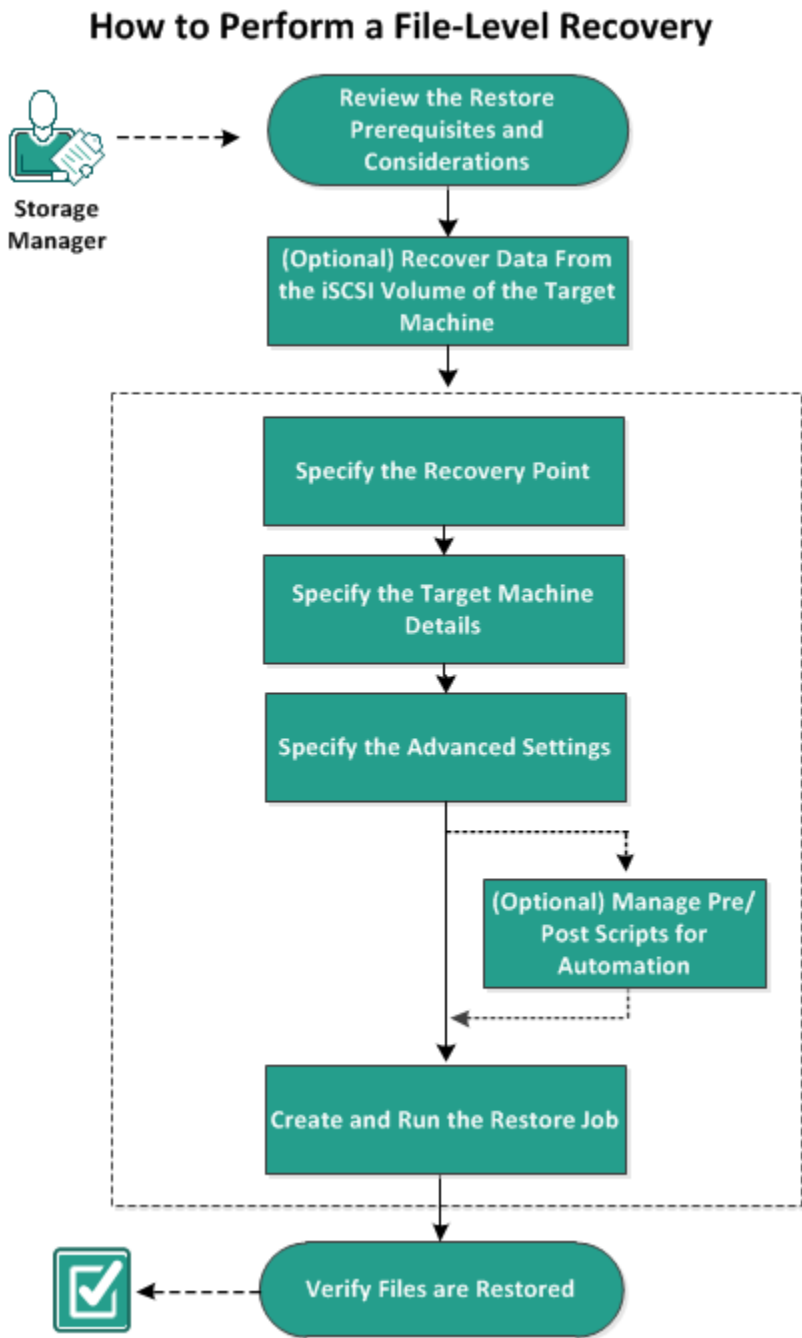 How to Perform a File-Level Recovery
Review the Restore
Prerequisites and
Considerations
Storage
Manager
(Optional) Recover Data From
the iSCSI Volume of the Target
Machine
Specify the Recovery Point
Specify the Target Machine
Details
Specify the Advanced Settings
(Optional) Manage Pre/
Post Scripts for
Automation
Create and Run the Restore Job
Verify Files are Restored